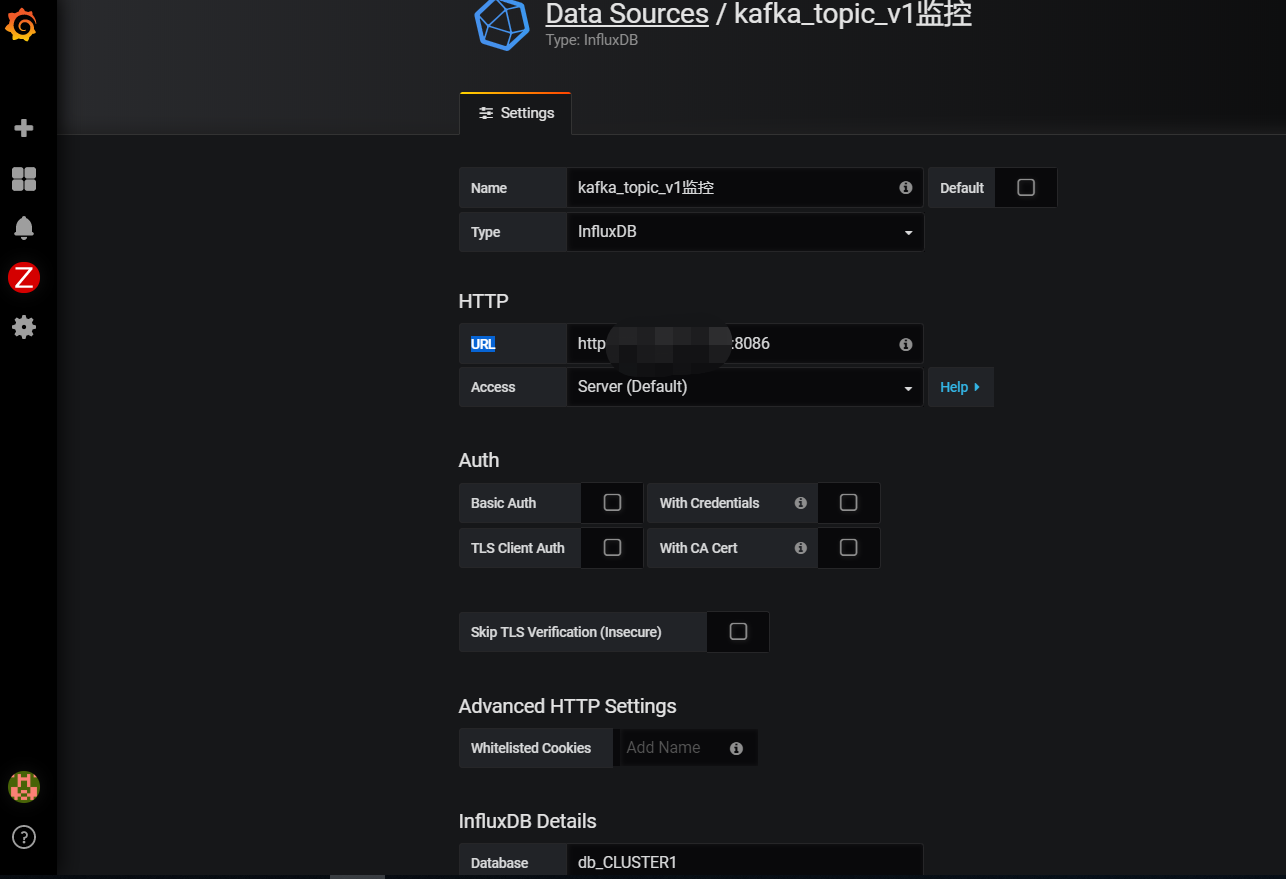 Data Sources / kafka_topic_v1监控
Type: InfluxDB
Settings
Name kafka_topic_v1监控 Default
Type InfluxDB
HTTP
URL http :8086
Access Server (Default) Help
Auth
Basic Auth With Credentials
TLS Client Auth With CA Cert
Skip TLS Verification (Insecure)
Advanced HTTP Settings
Whitelisted Cookies Add Name
InfluxDB Details
Database db_CLUSTER1
Z
?